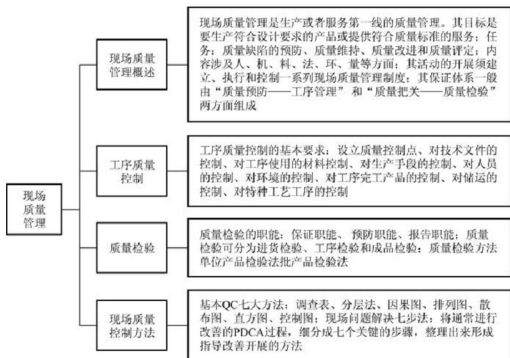 现场质量管理是生产或者服务第一线的质量管理。其目标是
要生产符合设计要求的产品或提供符合质量标准的服务；任
务：质量缺陷的预防、质量维持、质量改进和质量评定；内
容涉及人、机、料、法、环、量等方面；其活动的开展须建
立、执行和控制一系列现场质量管理制度；其保证体系一般
由“质量预防——工序管理”和“质量把关——质量检验”
两方面组成
现场质量
管理概述
工序质量控制的基本要求：设立质量控制点、对技术文件的
控制、对工序使用的材料控制、对生产手段的控制、对人员
的控制、对环境的控制、对工序完工产品的控制、对储运的
控制、对特种工艺工序的控制
工序质量
控制
现场
质量
管理
质量检验
质量检验的职能：保证职能、预防职能、报告职能；质量
检验可分为进货检验、工序检验和成品检验；质量检验方法
单位产品检验法批产品检验法
现场质量
控制方法
基本QC七大方法：调查表、分层法、因果图、排列图、散
布图、直方图、控制图；现场问题解决七步法：将通常进行
改善的PDCA过程，细分成七个关键的步骤，整理出来形成
指导改善开展的方法